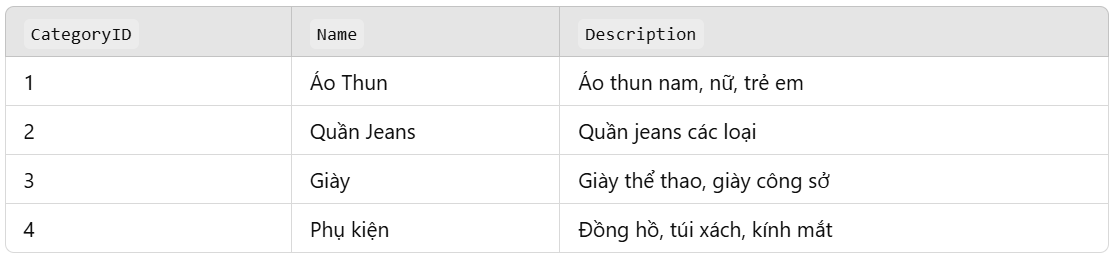 CategoryID Name Description
1 Áo Thun Áo thun nam, nữ, trẻ em
2 Quần Jeans Quần jeans các loại
3 Giày Giày thể thao, giày công sở
4 Phụ kiện Đồng hồ, túi xách, kính mắt